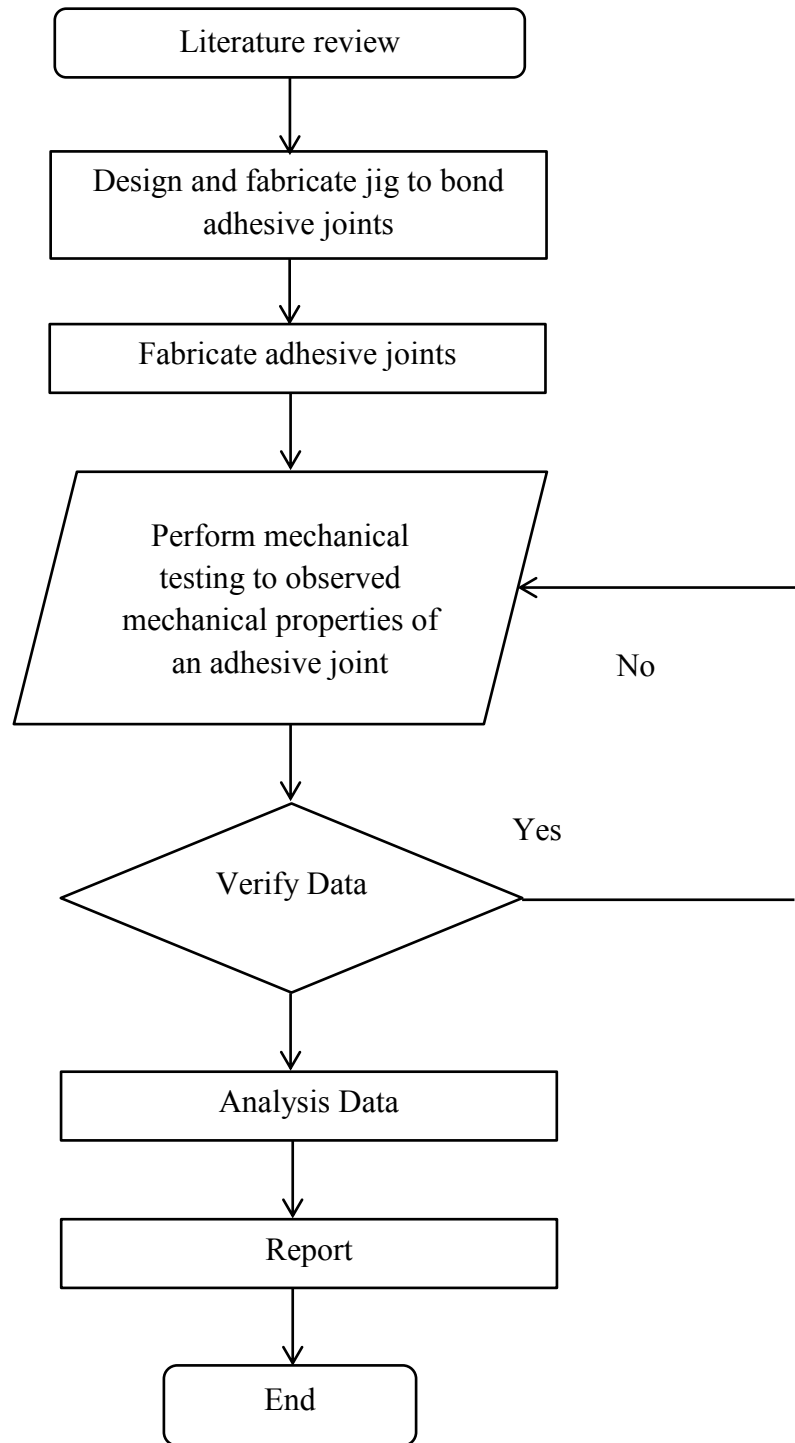 Literature review
Design and fabricate jig to bond
adhesive joints
Fabricate adhesive joints
Perform mechanical
testing to observed
mechanical properties of
an adhesive joint
No
Yes
Verify Data
Analysis Data
Report
End